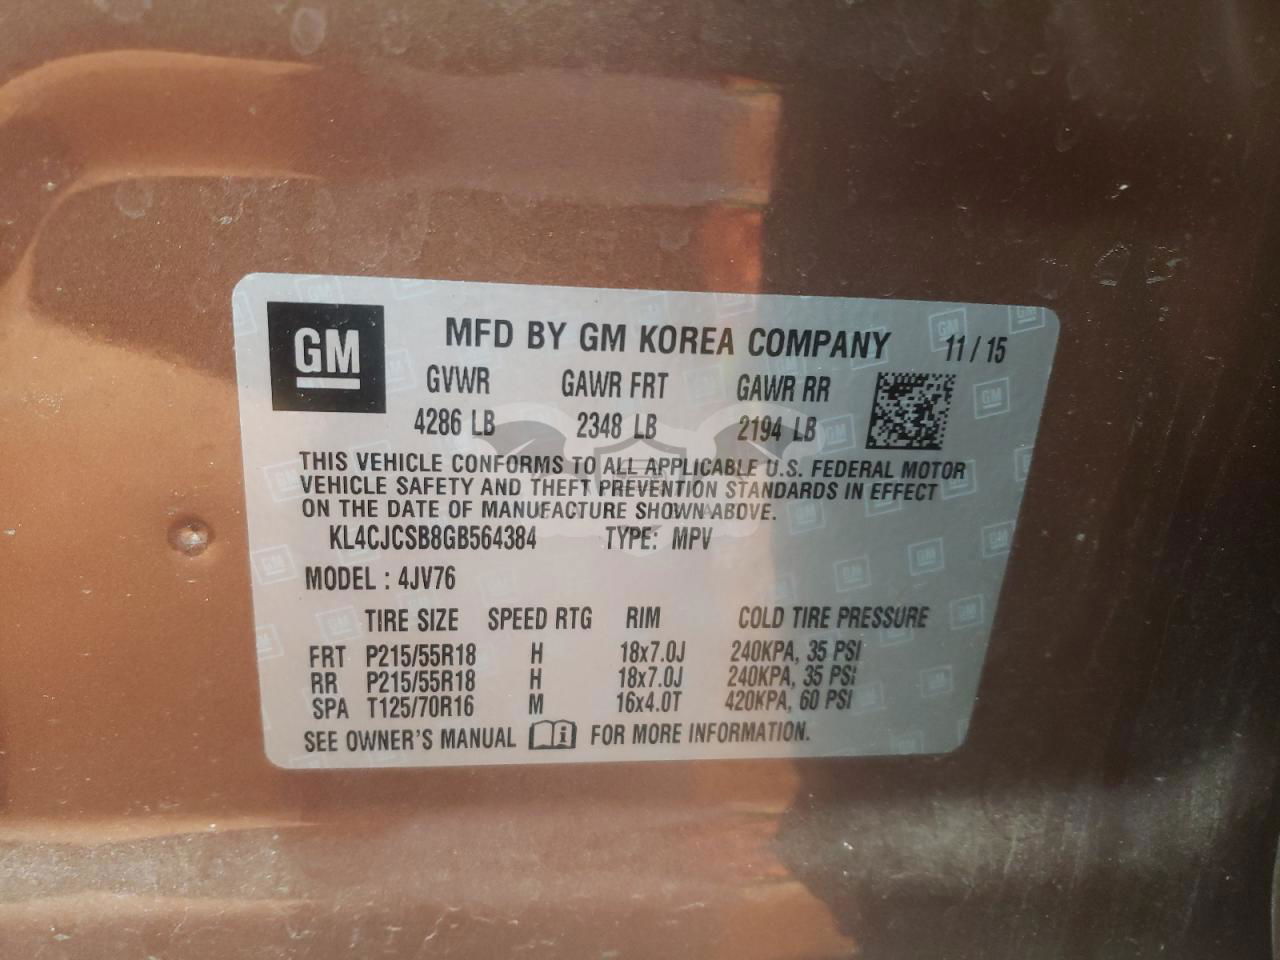 GM
MFD BY GM KOREA COMPANY 11 / 15
GVWR GAWR FRT GAWR RR
4286 LB 2348 LB 2194 LB
THIS VEHICLE CONFORMS TO ALL APPLICABLE U.S. FEDERAL MOTOR
VEHICLE SAFETY AND THEFT PREVENTION STANDARDS IN EFFECT
ON THE DATE OF MANUFACTURE SHOWN ABOVE.
KL4CJCSB8GB564384 TYPE: MPV
MODEL : 4JV76
TIRE SIZE SPEED RTG RIM COLD TIRE PRESSURE
FRT P215/55R18 H 18x7.0J 240KPA, 35 PSI
RR P215/55R18 H 18x7.0J 240KPA, 35 PSI
SPA T125/70R16 M 16x4.0T 420KPA, 60 PSI
SEE OWNER'S MANUAL i FOR MORE INFORMATION.